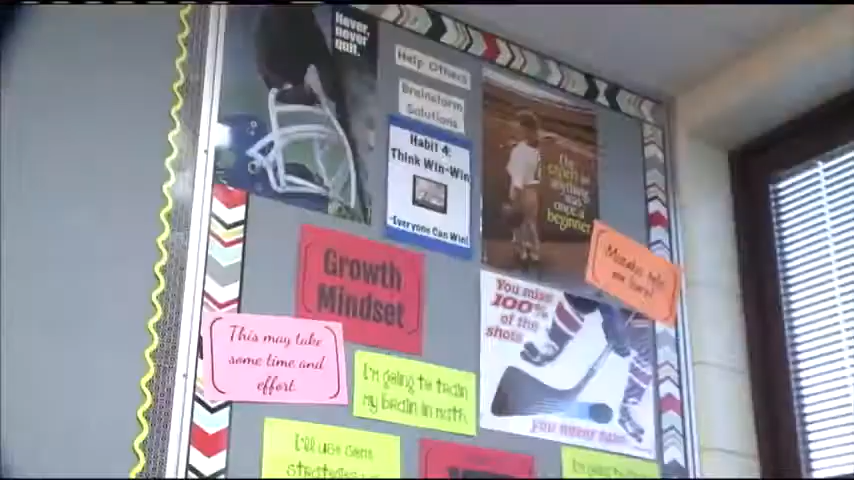 Never,
never
quit.
Help Others
Brainstorm
Solutions
Habit 4:
Think Win-Win
-Everyone Can Win!
The
expert in
anything
was
once a
beginner
Mistakes help
me learn!
Growth
Mindset
You miss
100%
of the
shots
you never take
This may take
some time and
effort.
I'm going to train
my brain in math.
I'll use some
strategies
I'm going to